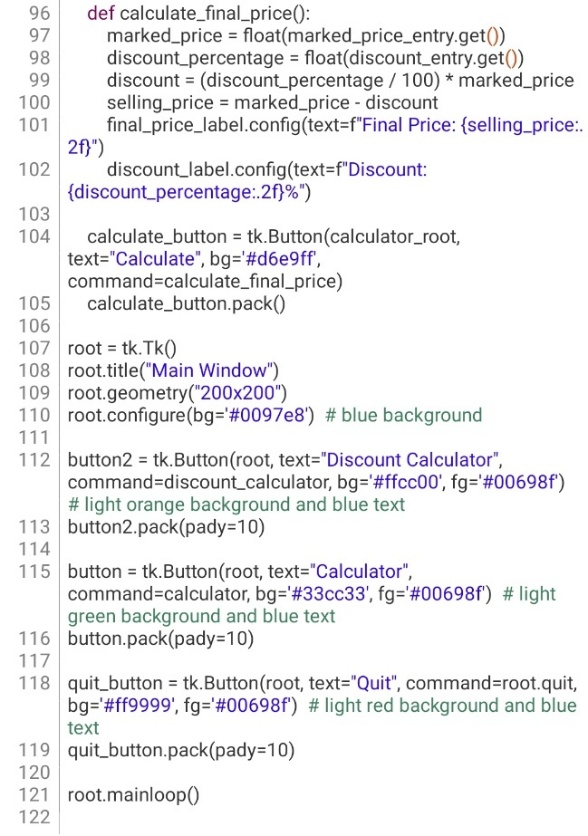 96 def calculate_final_price():
97 marked_price = float(marked_price_entry.get())
98 discount_percentage = float(discount_entry.get())
99 discount = (discount_percentage / 100) * marked_price
100 selling_price = marked_price - discount
101 final_price_label.config(text=f"Final Price: {selling_price:.
2f}")
102 discount_label.config(text=f"Discount:
{discount_percentage:.2f}%")
103
104 calculate_button = tk.Button(calculator_root,
text="Calculate", bg='#d6e9ff',
command=calculate_final_price)
105 calculate_button.pack()
106
107 root = tk.Tk()
108 root.title("Main Window")
109 root.geometry("200x200")
110 root.configure(bg='#0097e8') # blue background
111
112 button2 = tk.Button(root, text="Discount Calculator",
command=discount_calculator, bg='#ffcc00', fg='#00698f')
# light orange background and blue text
113 button2.pack(pady=10)
114
115 button = tk.Button(root, text="Calculator",
command=calculator, bg='#33cc33', fg='#00698f') # light
green background and blue text
116 button.pack(pady=10)
117
118 quit_button = tk.Button(root, text="Quit", command=root.quit,
bg='#ff9999', fg='#00698f') # light red background and blue
text
119 quit_button.pack(pady=10)
120
121 root.mainloop()
122